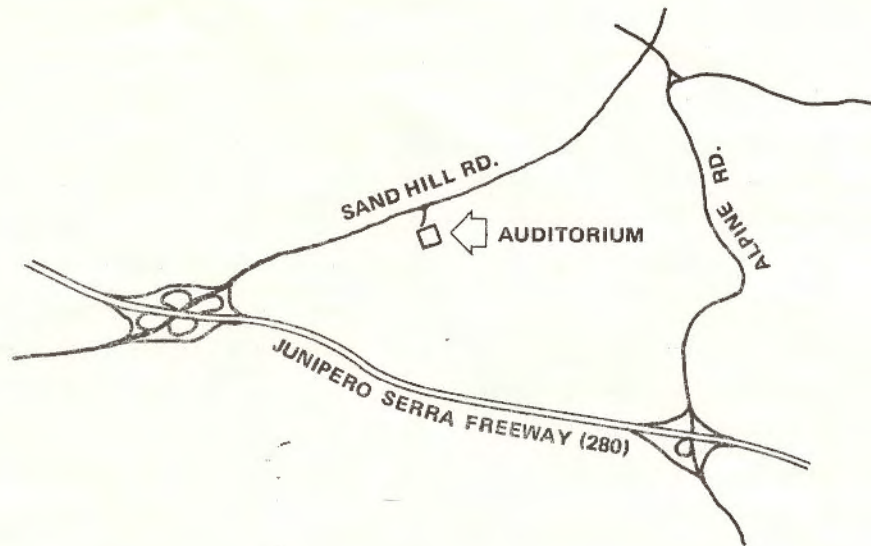 SAND HILL RD.
AUDITORIUM
ALPINE RD.
JUNIPERO SERRA FREEWAY (280)